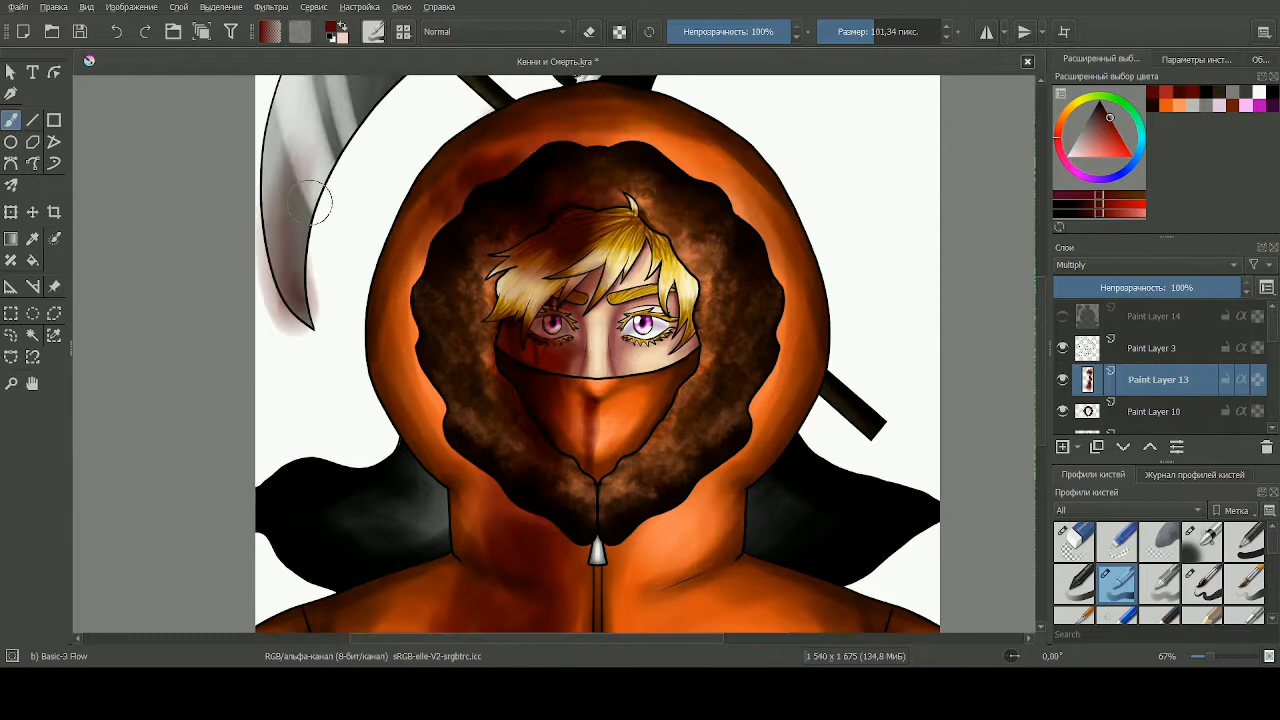 Файл Правка Вид Изображение Слой Выделение Фильтры Сервис Настройка Окно Справка
Normal Непрозрачность: 100% Размер: 101,34 пикс.
Кенни и Смерть.kra *
Расширенный выб... Параметры инст... Об...
Расширенный выбор цвета
Слои
Multiply
Непрозрачность: 100%
Paint Layer 14
Paint Layer 3
Paint Layer 13
Paint Layer 10
Профили кистей Журнал профилей кистей
Профили кистей
All Метка
Search
b) Basic-3 Flow RGB/альфа-канал (8-бит/канал) sRGB-elle-V2-srgbtrc.icc 1 540 x 1 675 (134,8 МиБ) 0,00° 67%